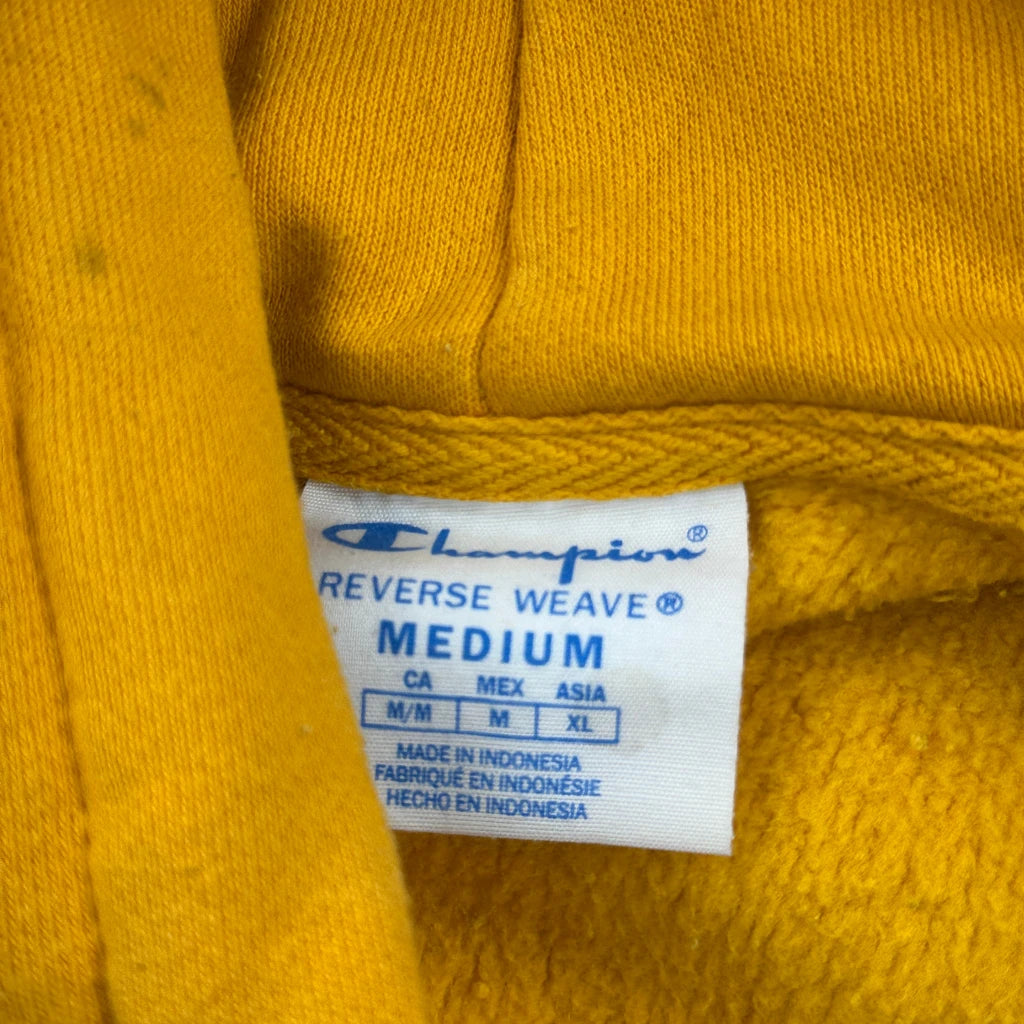 Champion®
REVERSE WEAVE®
MEDIUM
CA MEX ASIA
M/M M XL
MADE IN INDONESIA
FABRIQUÉ EN INDONÉSIE
HECHO EN INDONESIA